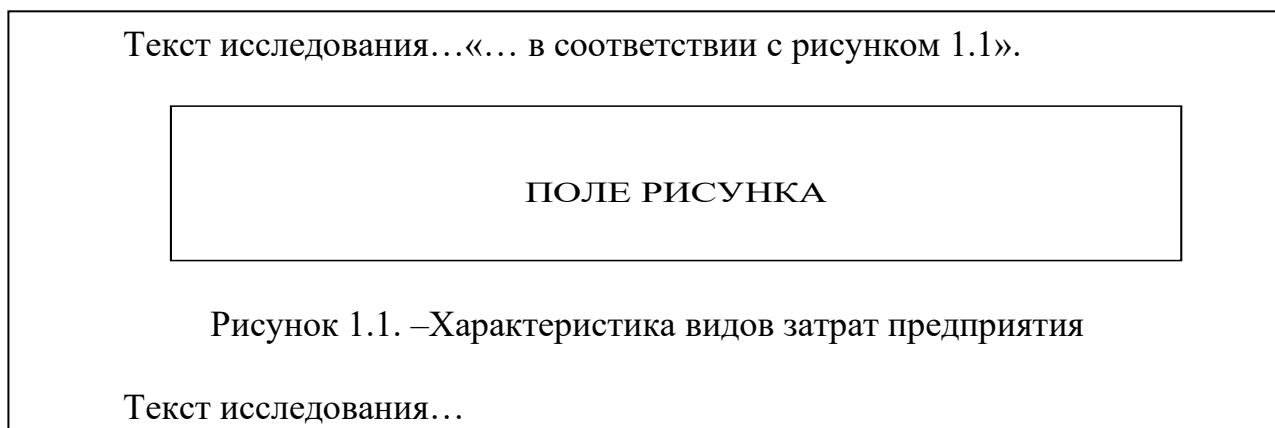 Текст исследования…«… в соответствии с рисунком 1.1».
ПОЛЕ РИСУНКА
Рисунок 1.1. –Характеристика видов затрат предприятия
Текст исследования…